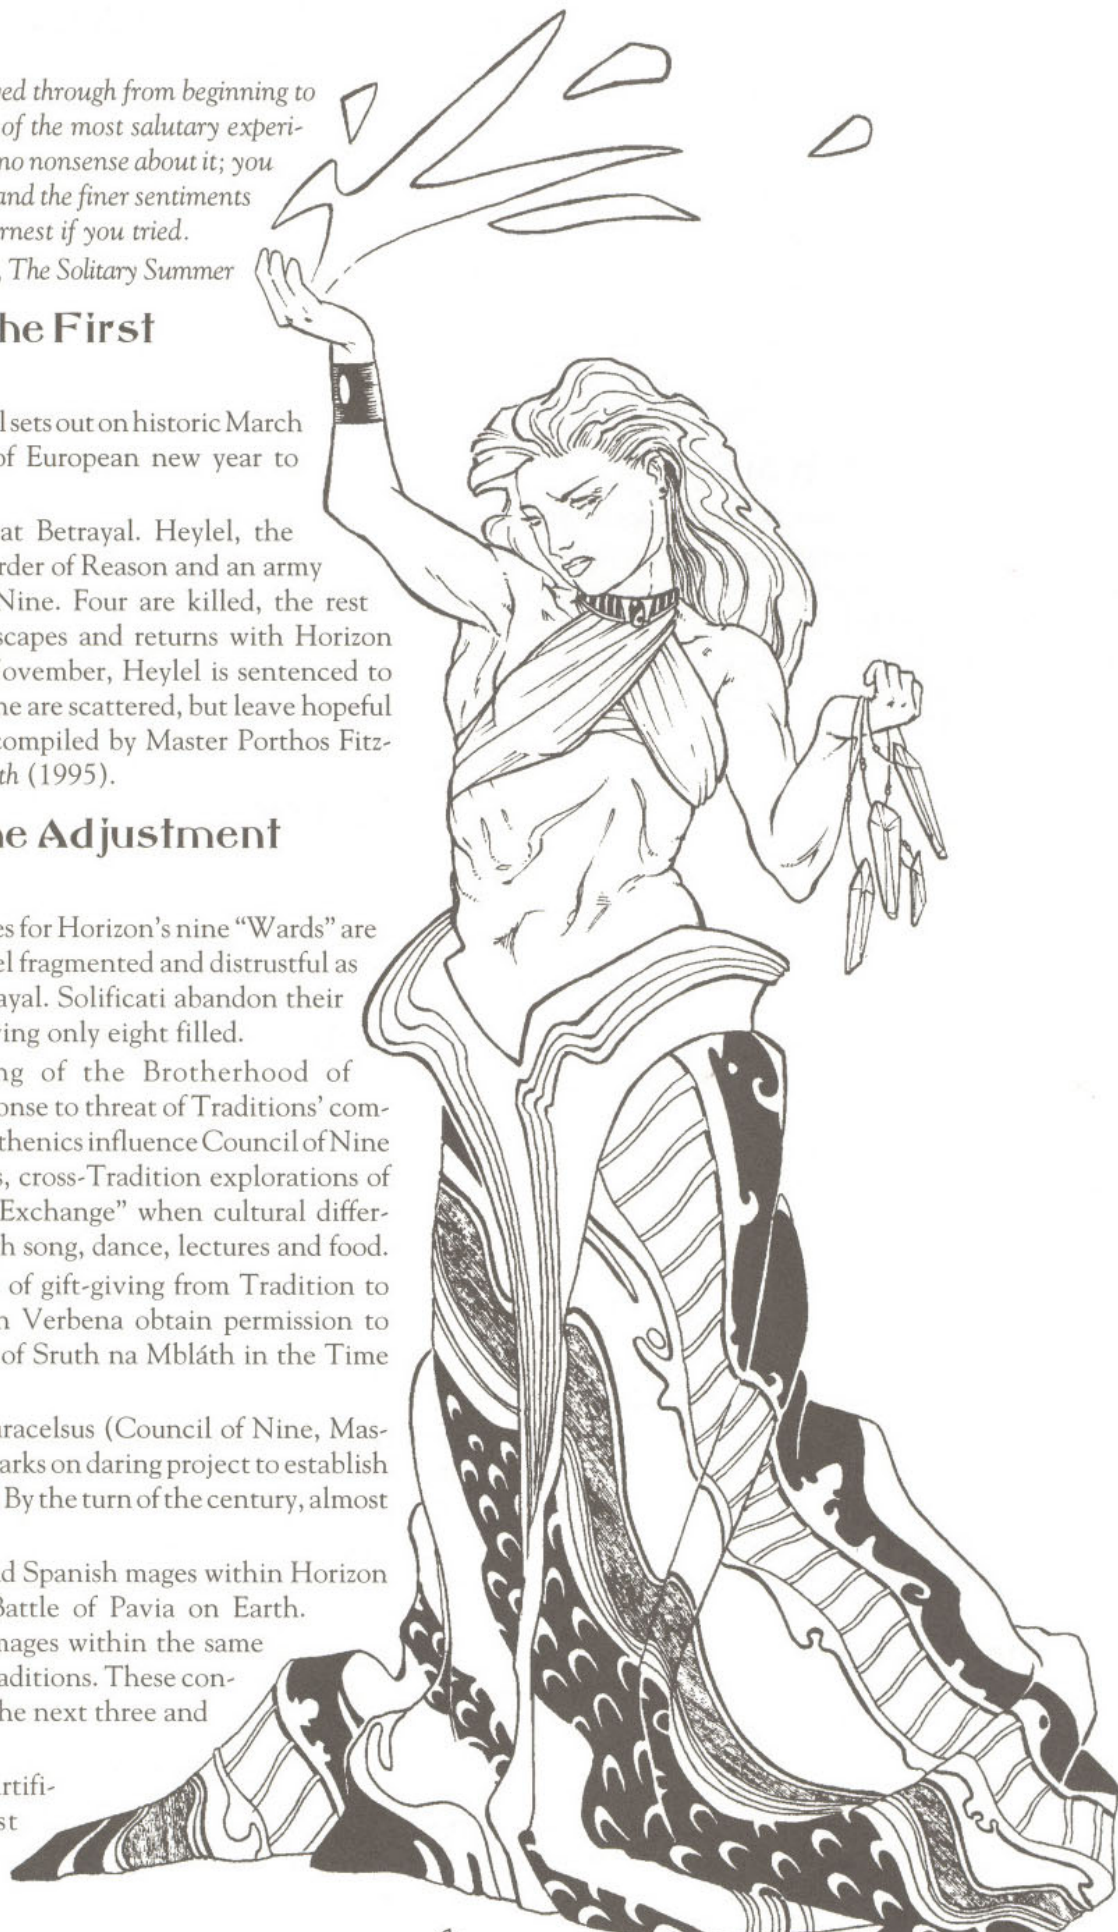 ed through from beginning to
of the most salutary experi-
no nonsense about it; you
and the finer sentiments
rnest if you tried.
, The Solitary Summer
he First
l sets out on historic March
of European new year to
at Betrayal. Heylel, the
rder of Reason and an army
Nine. Four are killed, the rest
scapes and returns with Horizon
ovember, Heylel is sentenced to
ne are scattered, but leave hopeful
compiled by Master Porthos Fitz-
th (1995).
ne Adjustment
es for Horizon's nine “Wards” are
el fragmented and distrustful as
ayal. Solificati abandon their
ving only eight filled.
ng of the Brotherhood of
onse to threat of Traditions' com-
thenics influence Council of Nine
s, cross-Tradition explorations of
Exchange” when cultural differ-
h song, dance, lectures and food.
of gift-giving from Tradition to
n Verbena obtain permission to
of Sruth na Mbláth in the Time
aracelsus (Council of Nine, Mas-
arks on daring project to establish
By the turn of the century, almost
d Spanish mages within Horizon
Battle of Pavia on Earth.
mages within the same
aditions. These con-
he next three and
rtifi-
st